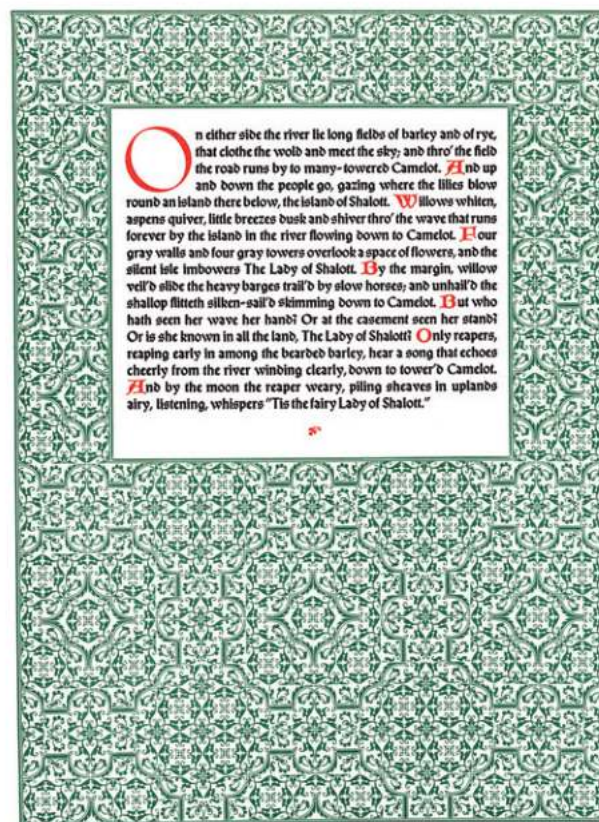 On either side the river lie long fields of barley and of rye,
that clothe the wold and meet the sky; and thro' the field
the road runs by to many-towered Camelot. And up
and down the people go, gazing where the lilies blow
round an island there below, the island of Shalott. Willows whiten,
aspens quiver, little breezes dusk and shiver thro' the wave that runs
forever by the island in the river flowing down to Camelot. Four
gray walls and four gray towers overlook a space of flowers, and the
silent isle imbowers The Lady of Shalott. By the margin, willow
veil'd slide the heavy barges trail'd by slow horses; and unhail'd the
shallop flitteth silken-sail'd skimming down to Camelot. But who
hath seen her wave her hand? Or at the casement seen her stand?
Or is she known in all the land, The Lady of Shalott? Only reapers,
reaping early in among the bearded barley, hear a song that echoes
cheerly from the river winding clearly, down to tower'd Camelot.
And by the moon the reaper weary, piling sheaves in uplands
airy, listening, whispers "Tis the fairy Lady of Shalott."